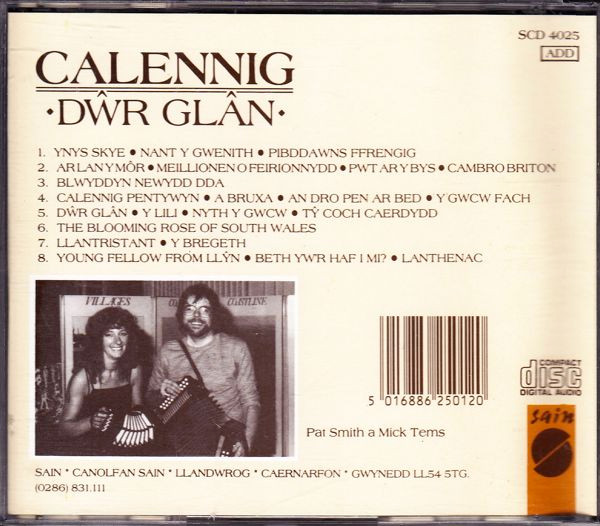 SCD 4025
ADD
CALENNIG
·DŴR GLÂN·
1. YNYS SKYE • NANT Y GWENITH • PIBDDAWNS FFRENGIG
2. AR LAN Y MÔR • MEILLIONEN O FEIRIONNYDD • PWT AR Y BYS • CAMBRO BRITON
3. BLWYDDYN NEWYDD DDA
4. CALENNIG PENTYWYN • A BRUXA • AN DRO PEN AR BED • Y GWCW FACH
5. DŴR GLÂN • Y LILI • NYTH Y GWCW • TŶ COCH CAERDYDD
6. THE BLOOMING ROSE OF SOUTH WALES
7. LLANTRISTANT • Y BREGETH
8. YOUNG FELLOW FROM LLŶN • BETH YWR HAF I MI? • LANTHENAC
VILLAGES
COASTLINE
5 016886 250120
COMPACT
disc
DIGITAL AUDIO
sain
Pat Smith a Mick Tems
SAIN * CANOLFAN SAIN * LLANDWROG * CAERNARFON * GWYNEDD LL54 5TG.
(0286) 831.111